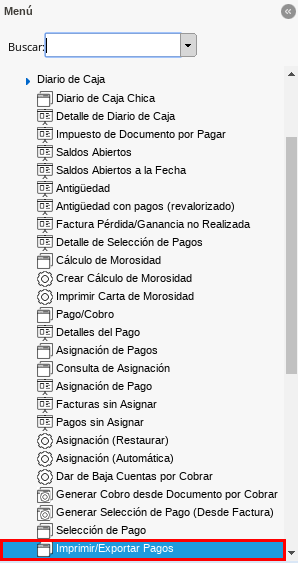 Menú
Buscar:
Diario de Caja
Diario de Caja Chica
Detalle de Diario de Caja
Impuesto de Documento por Pagar
Saldos Abiertos
Saldos Abiertos a la Fecha
Antigüedad
Antigüedad con pagos (revalorizado)
Factura Pérdida/Ganancia no Realizada
Detalle de Selección de Pagos
Cálculo de Morosidad
Crear Cálculo de Morosidad
Imprimir Carta de Morosidad
Pago/Cobro
Detalles del Pago
Asignación de Pagos
Consulta de Asignación
Asignación de Pago
Facturas sin Asignar
Pagos sin Asignar
Asignación (Restaurar)
Asignación (Automática)
Dar de Baja Cuentas por Cobrar
Generar Cobro desde Documento por Cobrar
Generar Selección de Pago (Desde Factura)
Selección de Pago
Imprimir/Exportar Pagos